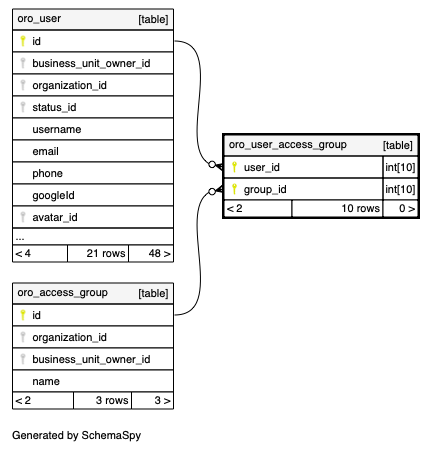 oro_user [table]
id
business_unit_owner_id
organization_id
status_id
username
email
phone
googleId
avatar_id
...
< 4 21 rows 48 >
oro_user_access_group [table]
user_id int[10]
group_id int[10]
< 2 10 rows 0 >
oro_access_group [table]
id
organization_id
business_unit_owner_id
name
< 2 3 rows 3 >
Generated by SchemaSpy